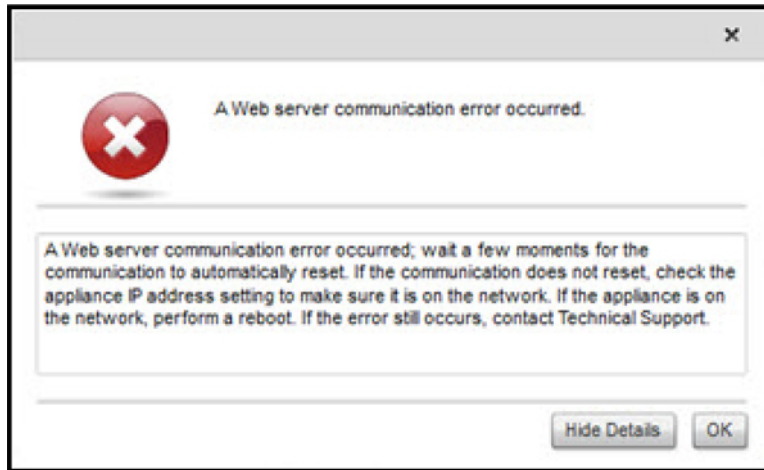 A Web server communication error occurred.
A Web server communication error occurred; wait a few moments for the
communication to automatically reset. If the communication does not reset, check the
appliance IP address setting to make sure it is on the network. If the appliance is on
the network, perform a reboot. If the error still occurs, contact Technical Support.
Hide Details OK